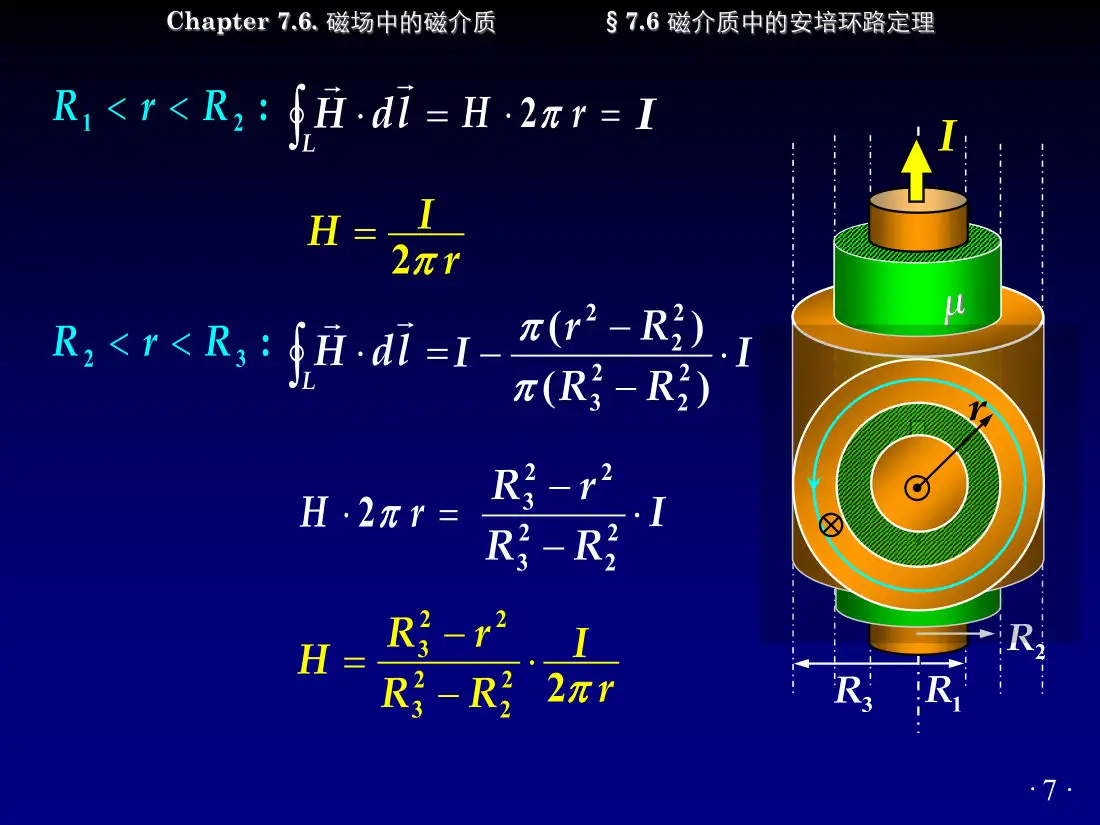 Chapter 7.6. 磁场中的磁介质 § 7.6 磁介质中的安培环路定理
R₁ < r < R₂ : ∮_L H⃗ · dl⃗ = H · 2π r = I
H = I / 2π r
R₂ < r < R₃ : ∮_L H⃗ · dl⃗ = I − π(r² − R₂²) / π(R₃² − R₂²) · I
H · 2π r = (R₃² − r²) / (R₃² − R₂²) · I
H = (R₃² − r²) / (R₃² − R₂²) · I / 2π r
I
μ
r
R₂
R₃ R₁
· 7 ·